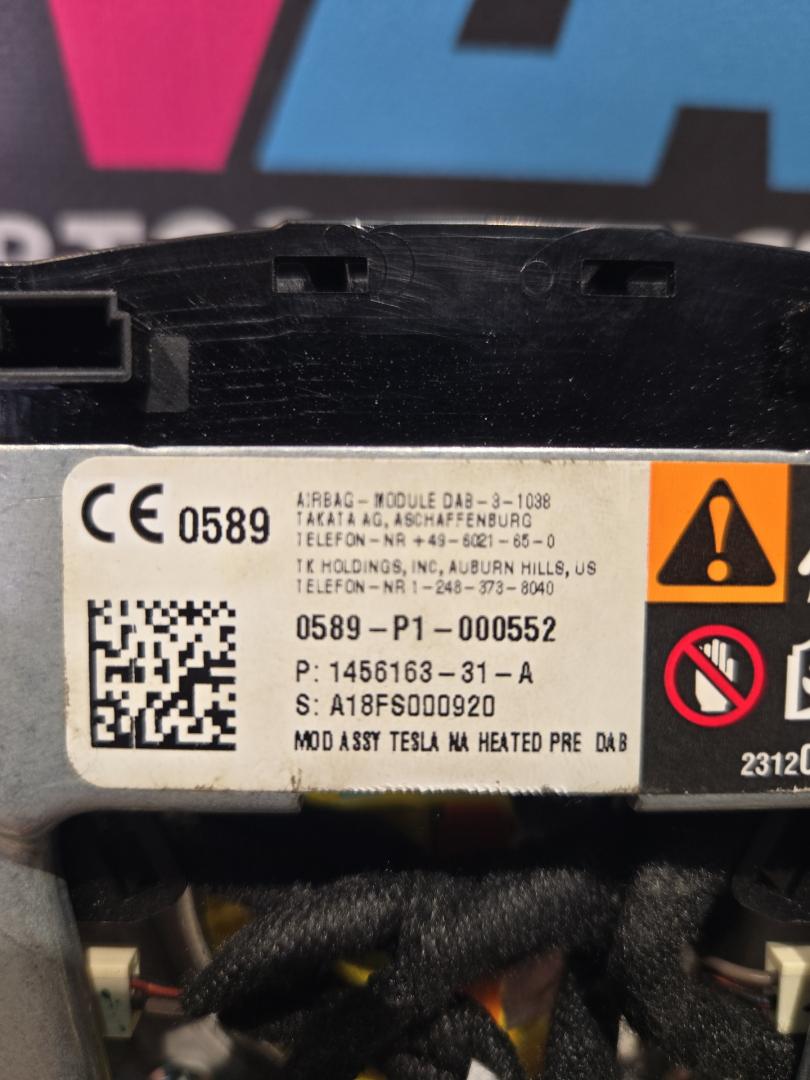 CE 0589
AIRBAG-MODULE DAB-3-1038
TAKATA AG, ASCHAFFENBURG
TELEFON-NR +49-6021-65-0
TK HOLDINGS, INC, AUBURN HILLS, US
TELEFON-NR 1-248-373-8040
0589-P1-000552
P: 1456163-31-A
S: A18FS000920
MOD ASSY TESLA NA HEATED PRE DAB
2312